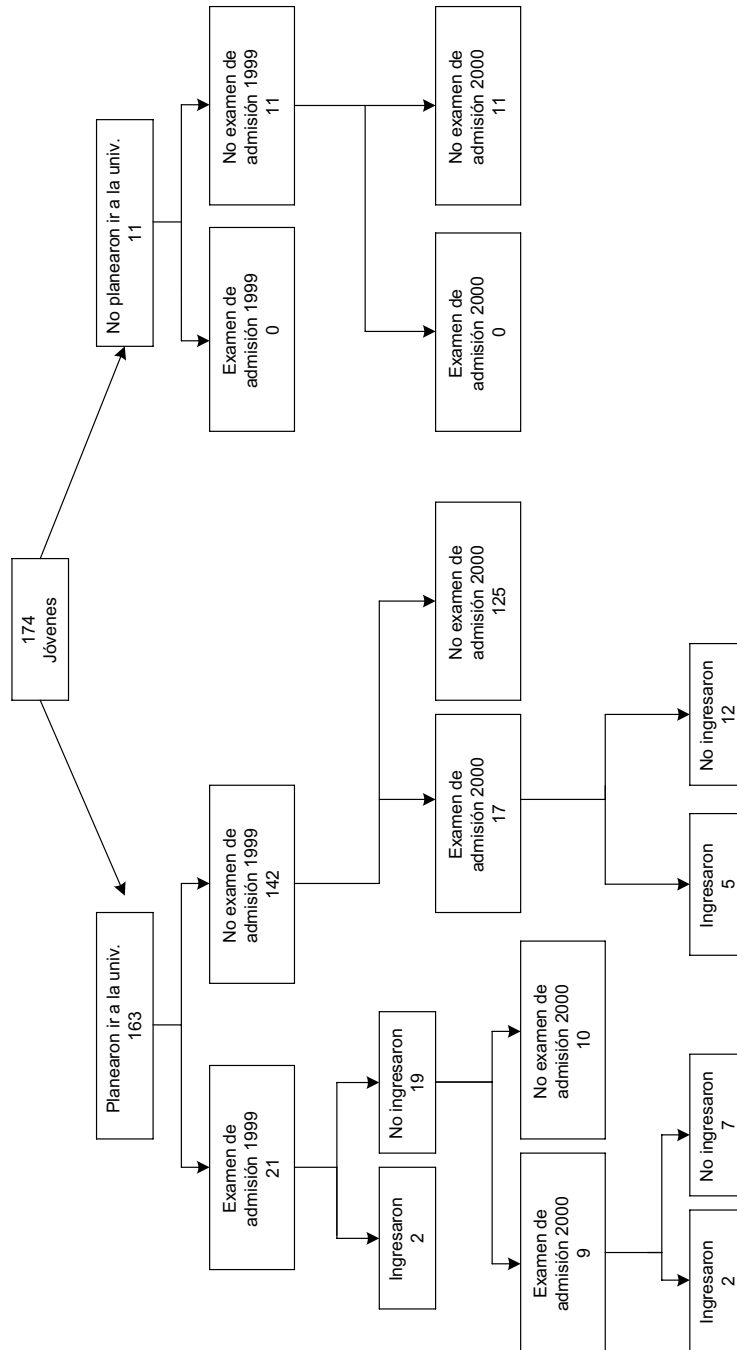 174
Jóvenes
Planearon ir a la univ.
163
No planearon ir a la univ.
11
Examen de
admisión 1999
21
No examen de
admisión 1999
142
Examen de
admisión 1999
0
No examen de
admisión 1999
11
Ingresaron
2
No ingresaron
19
Examen de
admisión 2000
9
No examen de
admisión 2000
10
Examen de
admisión 2000
17
No examen de
admisión 2000
125
Examen de
admisión 2000
0
No examen de
admisión 2000
11
Ingresaron
2
No ingresaron
7
Ingresaron
5
No ingresaron
12